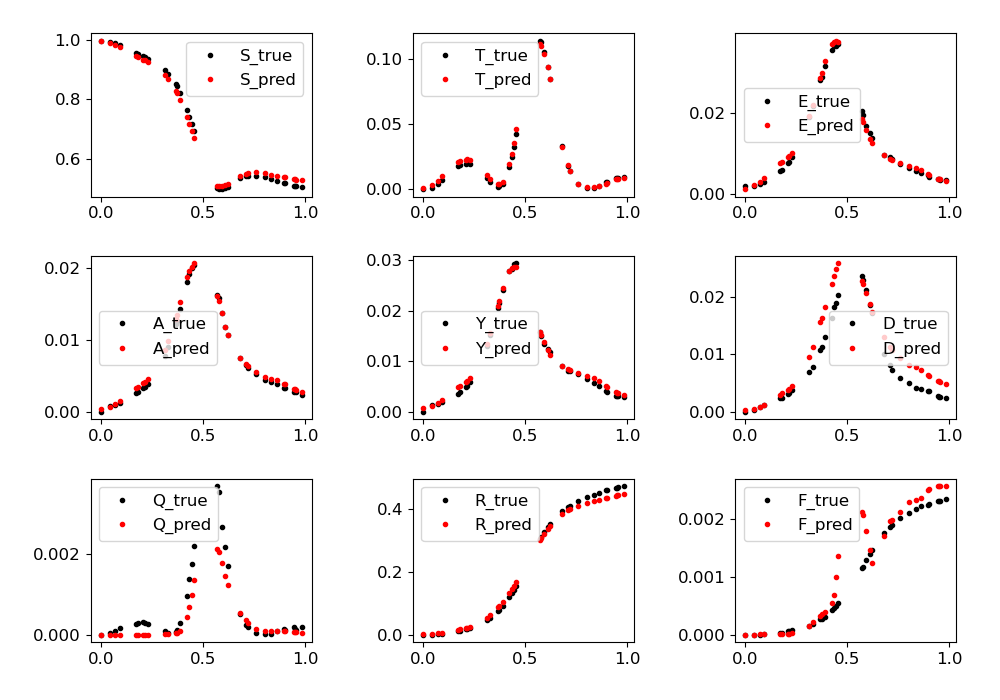 1.0
0.8
0.6
0.0
0.5
1.0
S_true
S_pred
0.10
0.05
0.00
0.0
0.5
1.0
T_true
T_pred
0.02
0.00
0.0
0.5
1.0
E_true
E_pred
0.02
0.01
0.00
0.0
0.5
1.0
A_true
A_pred
0.03
0.02
0.01
0.00
0.0
0.5
1.0
Y_true
Y_pred
0.02
0.01
0.00
0.0
0.5
1.0
D_true
D_pred
0.002
0.000
0.0
0.5
1.0
Q_true
Q_pred
0.4
0.2
0.0
0.0
0.5
1.0
R_true
R_pred
0.002
0.001
0.000
0.0
0.5
1.0
F_true
F_pred